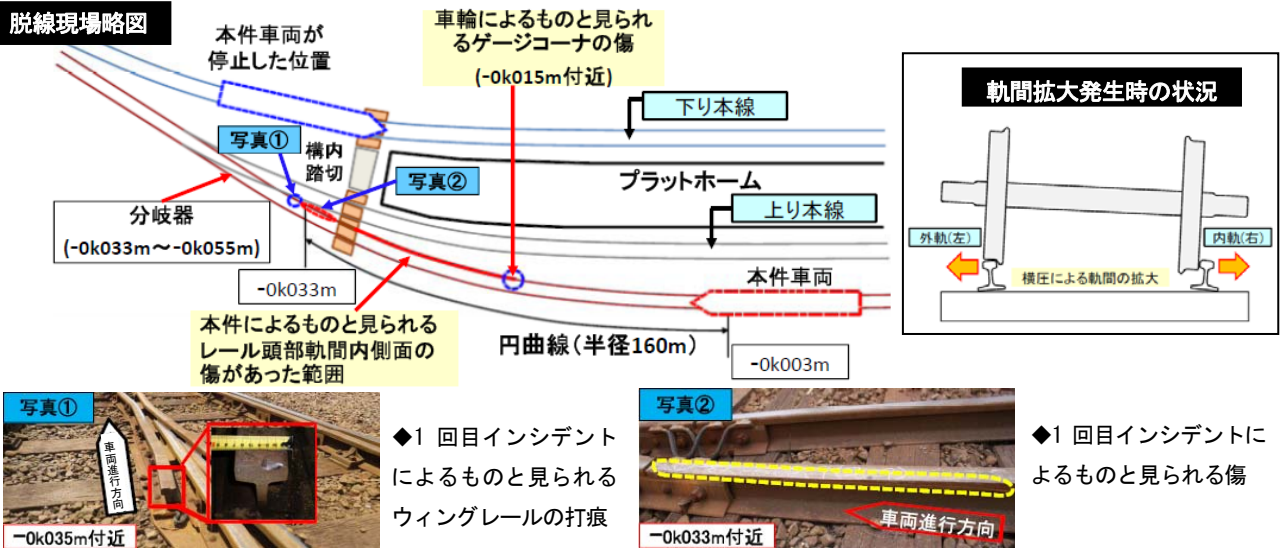 脱線現場略図
本件車両が
停止した位置
車輪によるものと見られ
るゲージコーナの傷
(-0k015m付近)
下り本線
写真①
構内
踏切
写真②
プラットホーム
上り本線
分岐器
(-0k033m～-0k055m)
-0k033m
本件車両
本件によるものと見られる
レール頭部軌間内側面の
傷があった範囲
円曲線(半径160m)
-0k003m
軌間拡大発生時の状況
外軌(左)
内軌(右)
横圧による軌間の拡大
写真①
車両進行方向
-0k035m付近
◆1 回目インシデント
によるものと見られる
ウィングレールの打痕
写真②
車両進行方向
-0k033m付近
◆1 回目インシデントに
よるものと見られる傷